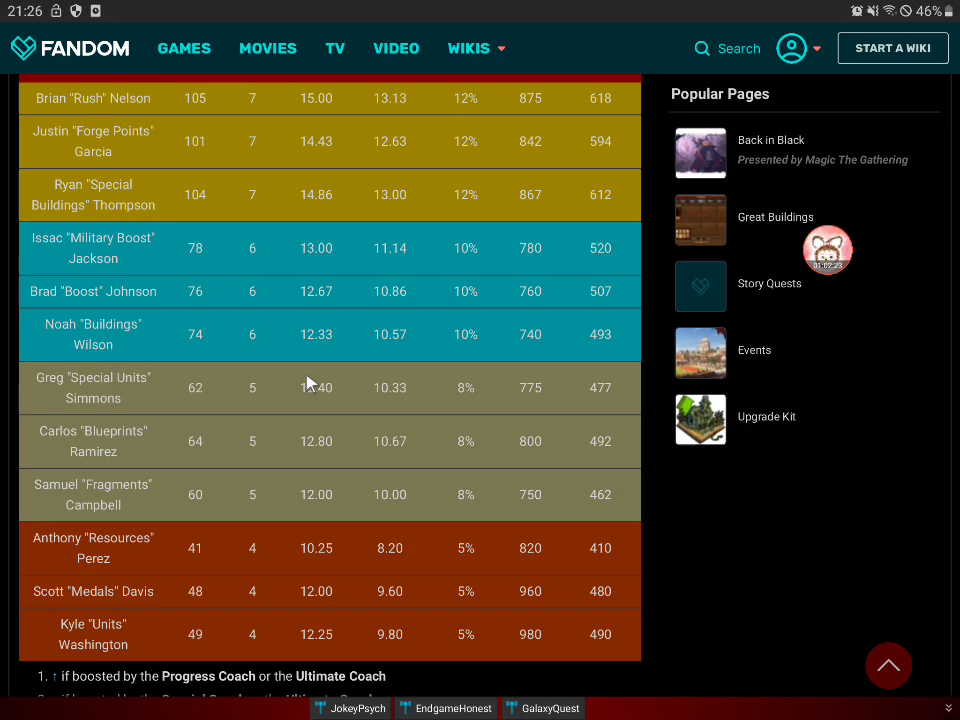 21:26
46%
FANDOM GAMES MOVIES TV VIDEO WIKIS Search START A WIKI
Brian "Rush" Nelson 105 7 15.00 13.13 12% 875 618
Justin "Forge Points"
Garcia 101 7 14.43 12.63 12% 842 594
Ryan "Special
Buildings" Thompson 104 7 14.86 13.00 12% 867 612
Issac "Military Boost"
Jackson 78 6 13.00 11.14 10% 780 520
Brad "Boost" Johnson 76 6 12.67 10.86 10% 760 507
Noah "Buildings"
Wilson 74 6 12.33 10.57 10% 740 493
Greg "Special Units"
Simmons 62 5 10.33 8% 775 477
Carlos "Blueprints"
Ramirez 64 5 12.80 10.67 8% 800 492
Samuel "Fragments"
Campbell 60 5 12.00 10.00 8% 750 462
Anthony "Resources"
Perez 41 4 10.25 8.20 5% 820 410
Scott "Medals" Davis 48 4 12.00 9.60 5% 960 480
Kyle "Units"
Washington 49 4 12.25 9.80 5% 980 490
1. ↑ if boosted by the Progress Coach or the Ultimate Coach
Popular Pages
Back in Black
Presented by Magic The Gathering
Great Buildings
01:02:23
Story Quests
Events
Upgrade Kit
JokeyPsych EndgameHonest GalaxyQuest